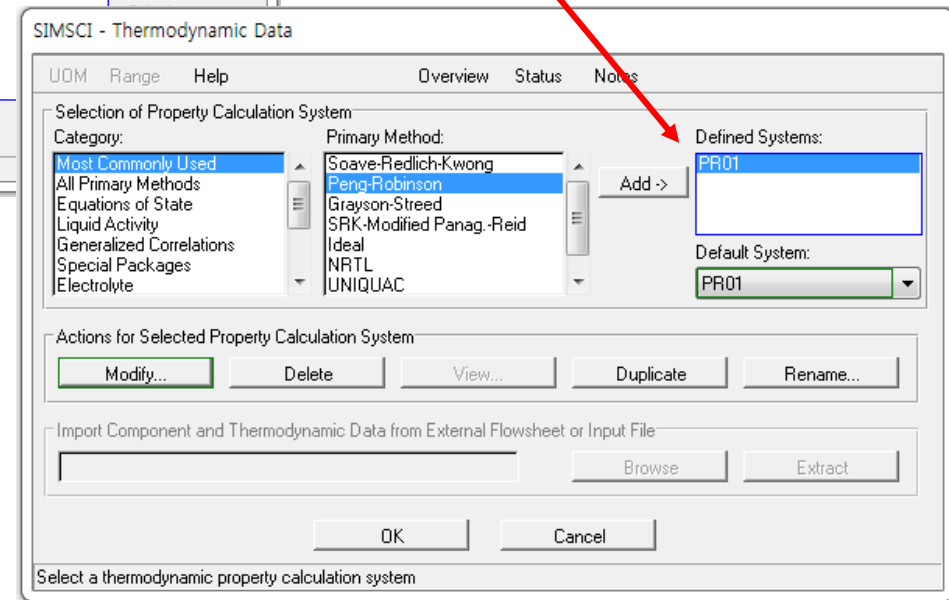 SIMSCI - Thermodynamic Data
UOM Range Help Overview Status Notes
Selection of Property Calculation System
Category: Primary Method: Defined Systems:
Most Commonly Used Soave-Redlich-Kwong PR01
All Primary Methods Peng-Robinson Add ->
Equations of State Grayson-Streed
Liquid Activity SRK-Modified Panag.-Reid
Generalized Correlations Ideal Default System:
Special Packages NRTL PR01
Electrolyte UNIQUAC
Actions for Selected Property Calculation System
Modify... Delete View... Duplicate Rename...
Import Component and Thermodynamic Data from External Flowsheet or Input File
Browse Extract
OK Cancel
Select a thermodynamic property calculation system